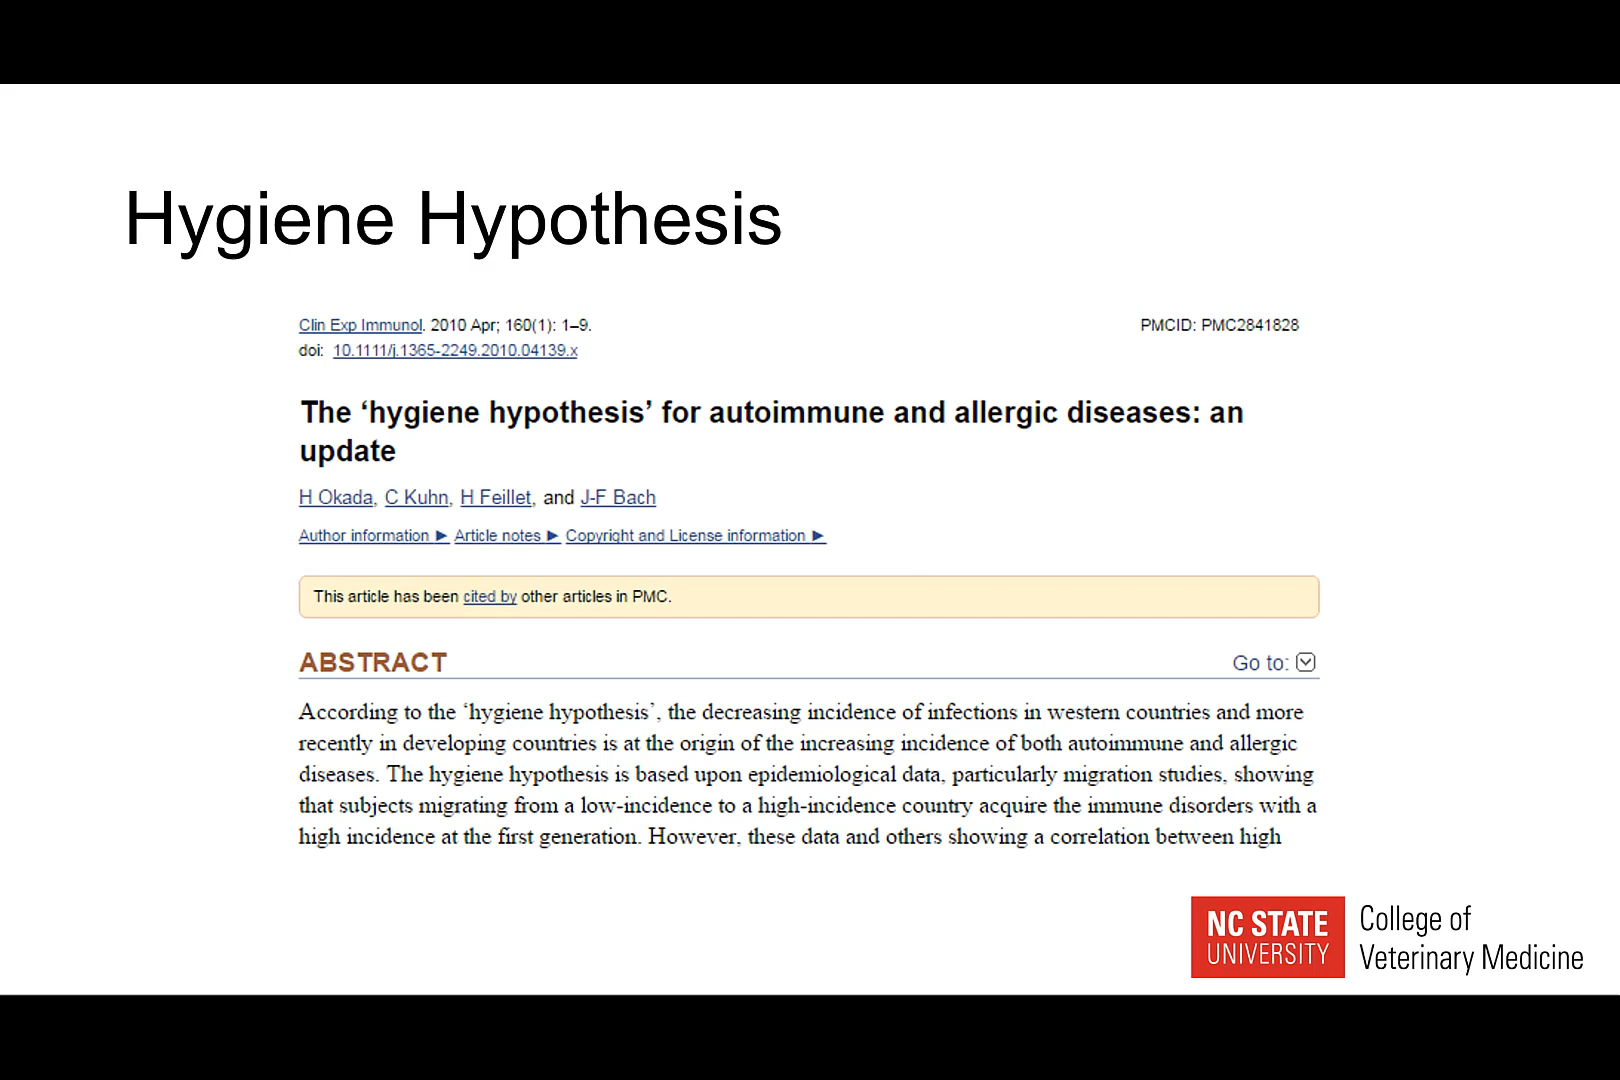 Hygiene Hypothesis
Clin Exp Immunol. 2010 Apr; 160(1): 1–9.
PMCID: PMC2841828
doi: 10.1111/j.1365-2249.2010.04139.x
The ‘hygiene hypothesis’ for autoimmune and allergic diseases: an
update
H Okada, C Kuhn, H Feillet, and J-F Bach
Author information ► Article notes ► Copyright and License information ►
This article has been cited by other articles in PMC.
ABSTRACT
Go to:
According to the ‘hygiene hypothesis’, the decreasing incidence of infections in western countries and more
recently in developing countries is at the origin of the increasing incidence of both autoimmune and allergic
diseases. The hygiene hypothesis is based upon epidemiological data, particularly migration studies, showing
that subjects migrating from a low-incidence to a high-incidence country acquire the immune disorders with a
high incidence at the first generation. However, these data and others showing a correlation between high
NC STATE
UNIVERSITY
College of
Veterinary Medicine